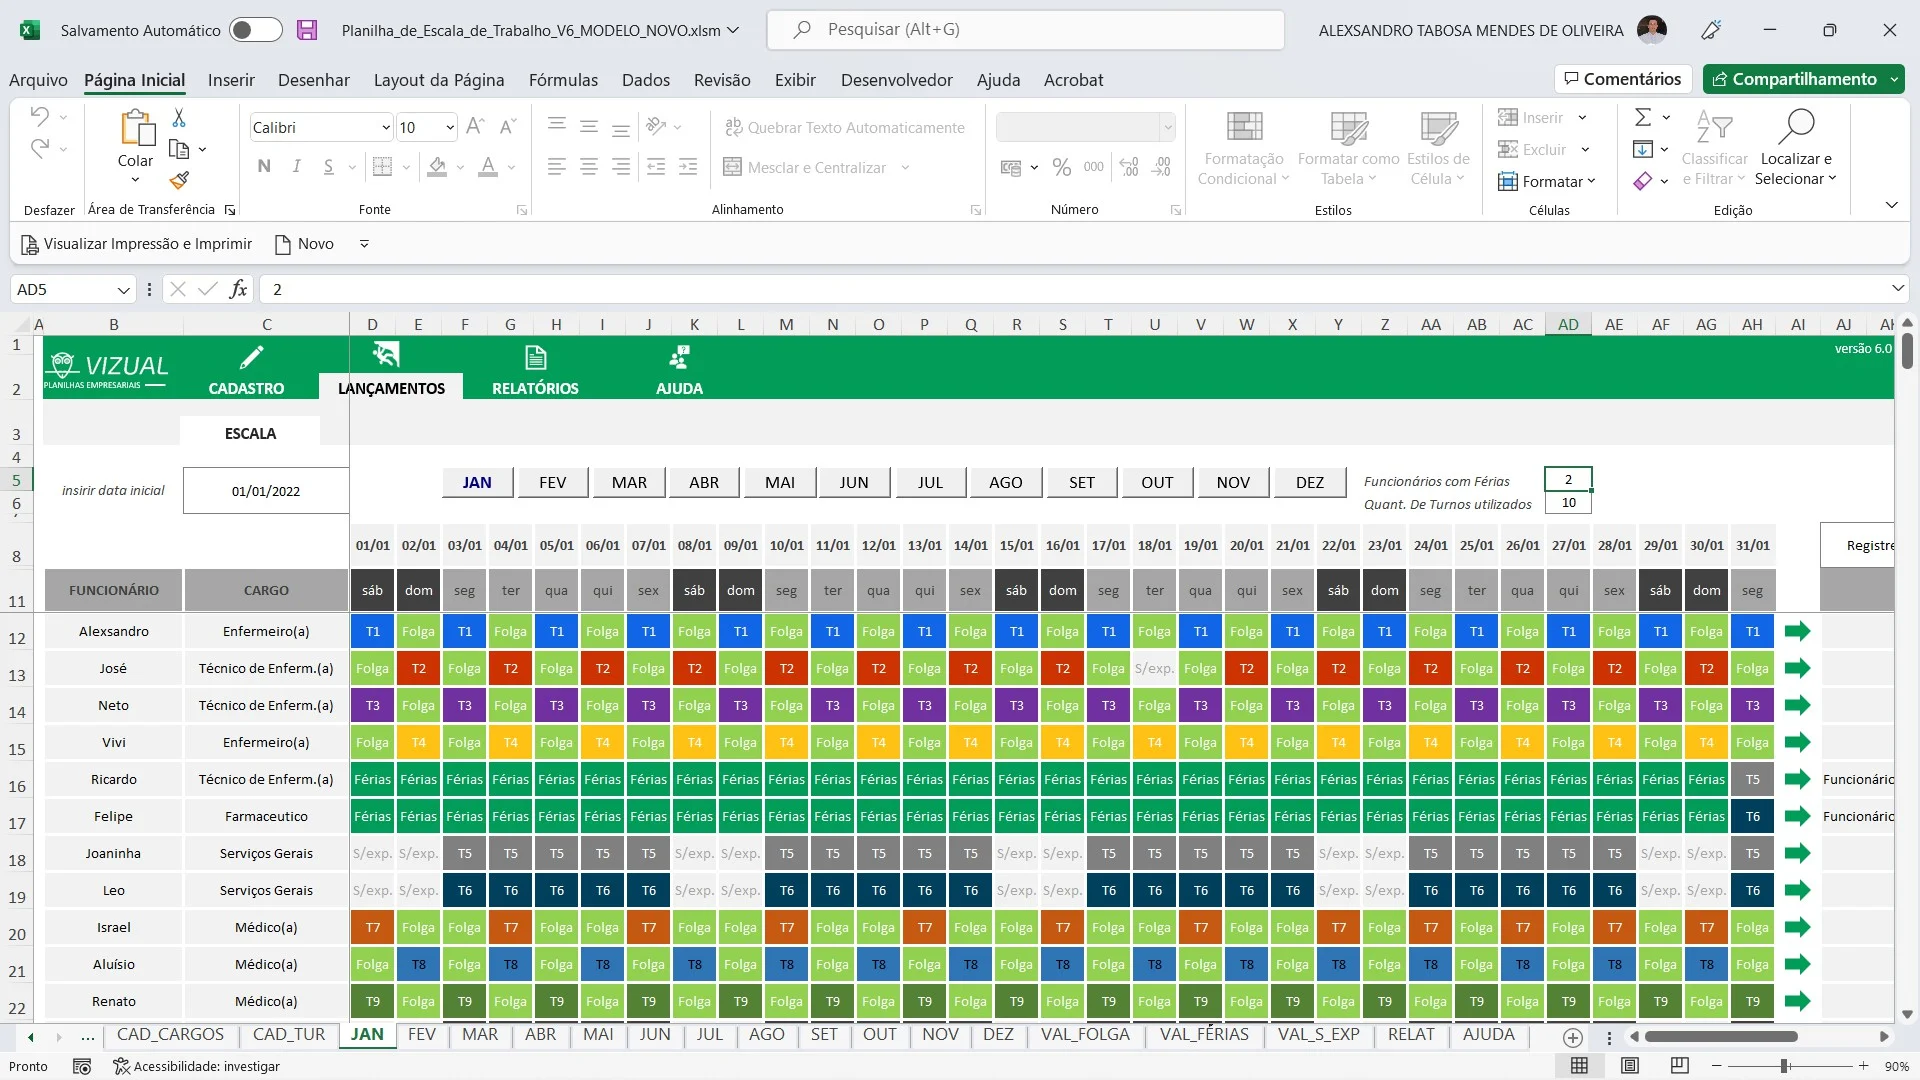 Salvamento Automático
Planilha_de_Escala_de_Trabalho_V6_MODELO_NOVO.xlsm
Pesquisar (Alt+G)
ALEXSANDRO TABOSA MENDES DE OLIVEIRA
Arquivo Página Inicial Inserir Desenhar Layout da Página Fórmulas Dados Revisão Exibir Desenvolvedor Ajuda Acrobat Comentários Compartilhamento
Colar
Desfazer
Área de Transferência
Calibri 10
N I S
Fonte
Quebrar Texto Automaticamente
Mesclar e Centralizar
Alinhamento
% 000
Número
Formatação Condicional
Formatar como Tabela
Estilos de Célula
Estilos
Inserir
Excluir
Formatar
Células
Classificar e Filtrar
Localizar e Selecionar
Edição
Visualizar Impressão e Imprimir Novo
AD5 fx 2
A B C D E F G H I J K L M N O P Q R S T U V W X Y Z AA AB AC AD AE AF AG AH AI AJ
1 versão 6.0
VIZUAL
PLANILHAS EMPRESARIAIS
2 CADASTRO LANÇAMENTOS RELATÓRIOS AJUDA
3 ESCALA
4
5 insirir data inicial 01/01/2022 JAN FEV MAR ABR MAI JUN JUL AGO SET OUT NOV DEZ Funcionários com Férias 2
6 Quant. De Turnos utilizados 10
8 01/01 02/01 03/01 04/01 05/01 06/01 07/01 08/01 09/01 10/01 11/01 12/01 13/01 14/01 15/01 16/01 17/01 18/01 19/01 20/01 21/01 22/01 23/01 24/01 25/01 26/01 27/01 28/01 29/01 30/01 31/01 Registre
11 FUNCIONÁRIO CARGO sáb dom seg ter qua qui sex sáb dom seg ter qua qui sex sáb dom seg ter qua qui sex sáb dom seg ter qua qui sex sáb dom seg
12 Alexsandro Enfermeiro(a) T1 Folga T1 Folga T1 Folga T1 Folga T1 Folga T1 Folga T1 Folga T1 Folga T1 Folga T1 Folga T1 Folga T1 Folga T1 Folga T1 Folga T1 Folga T1
13 José Técnico de Enferm.(a) Folga T2 Folga T2 Folga T2 Folga T2 Folga T2 Folga T2 Folga T2 Folga T2 Folga S/exp. Folga T2 Folga T2 Folga T2 Folga T2 Folga T2 Folga T2 Folga
14 Neto Técnico de Enferm.(a) T3 Folga T3 Folga T3 Folga T3 Folga T3 Folga T3 Folga T3 Folga T3 Folga T3 Folga T3 Folga T3 Folga T3 Folga T3 Folga T3 Folga T3 Folga T3
15 Vivi Enfermeiro(a) Folga T4 Folga T4 Folga T4 Folga T4 Folga T4 Folga T4 Folga T4 Folga T4 Folga T4 Folga T4 Folga T4 Folga T4 Folga T4 Folga T4 Folga T4 Folga
16 Ricardo Técnico de Enferm.(a) Férias Férias Férias Férias Férias Férias Férias Férias Férias Férias Férias Férias Férias Férias Férias Férias Férias Férias Férias Férias Férias Férias Férias Férias Férias Férias Férias Férias Férias Férias T5 Funcionário
17 Felipe Farmaceutico Férias Férias Férias Férias Férias Férias Férias Férias Férias Férias Férias Férias Férias Férias Férias Férias Férias Férias Férias Férias Férias Férias Férias Férias Férias Férias Férias Férias Férias Férias T6 Funcionário
18 Joaninha Serviços Gerais S/exp. S/exp. T5 T5 T5 T5 T5 S/exp. S/exp. T5 T5 T5 T5 T5 S/exp. S/exp. T5 T5 T5 T5 T5 S/exp. S/exp. T5 T5 T5 T5 T5 S/exp. S/exp. T5
19 Leo Serviços Gerais S/exp. S/exp. T6 T6 T6 T6 T6 S/exp. S/exp. T6 T6 T6 T6 T6 S/exp. S/exp. T6 T6 T6 T6 T6 S/exp. S/exp. T6 T6 T6 T6 T6 S/exp. S/exp. T6
20 Israel Médico(a) T7 Folga Folga T7 Folga Folga T7 Folga Folga T7 Folga Folga T7 Folga Folga T7 Folga Folga T7 Folga Folga T7 Folga T7 Folga T7 Folga T7 Folga T7 Folga
21 Aluísio Médico(a) Folga T8 Folga T8 Folga T8 Folga T8 Folga T8 Folga T8 Folga T8 Folga T8 Folga T8 Folga T8 Folga T8 Folga T8 Folga T8 Folga T8 Folga T8 Folga
22 Renato Médico(a) T9 Folga T9 Folga T9 Folga T9 Folga T9 Folga T9 Folga T9 Folga T9 Folga T9 Folga T9 Folga T9 Folga T9 Folga T9 Folga T9 Folga T9 Folga T9
... CAD_CARGOS CAD_TUR JAN FEV MAR ABR MAI JUN JUL AGO SET OUT NOV DEZ VAL_FOLGA VAL_FÉRIAS VAL_S_EXP RELAT AJUDA
Pronto Acessibilidade: investigar 90%